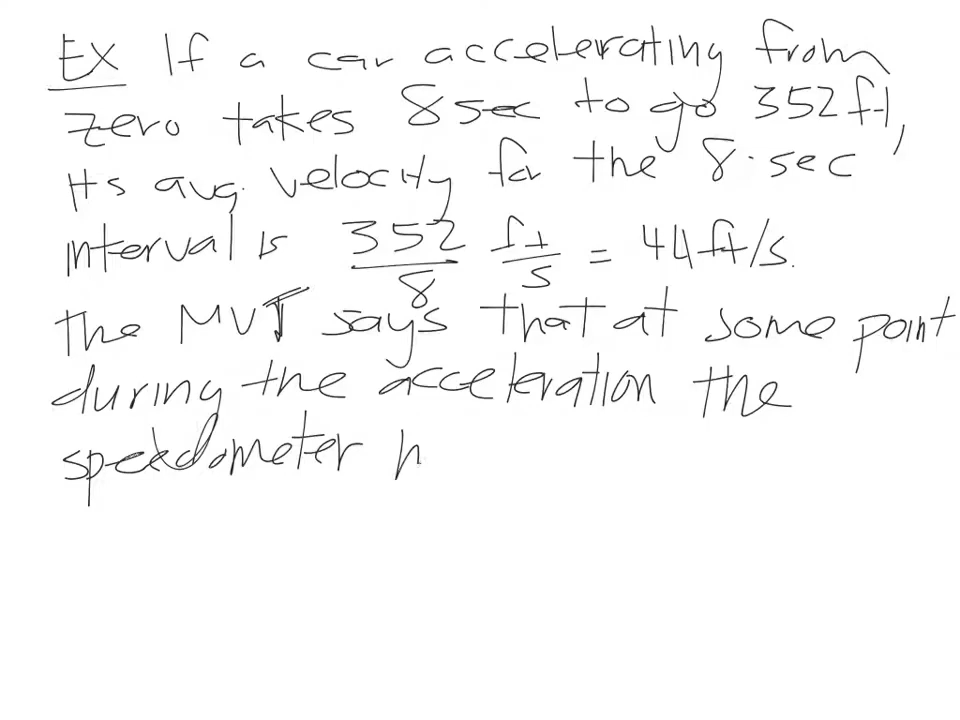 Ex If a car accelerating from
zero takes 8 sec to go 352 ft,
its avg. velocity for the 8-sec
interval is 352/8 ft/s = 44 ft/s.
The MVT says that at some point
during the acceleration the
speedometer h